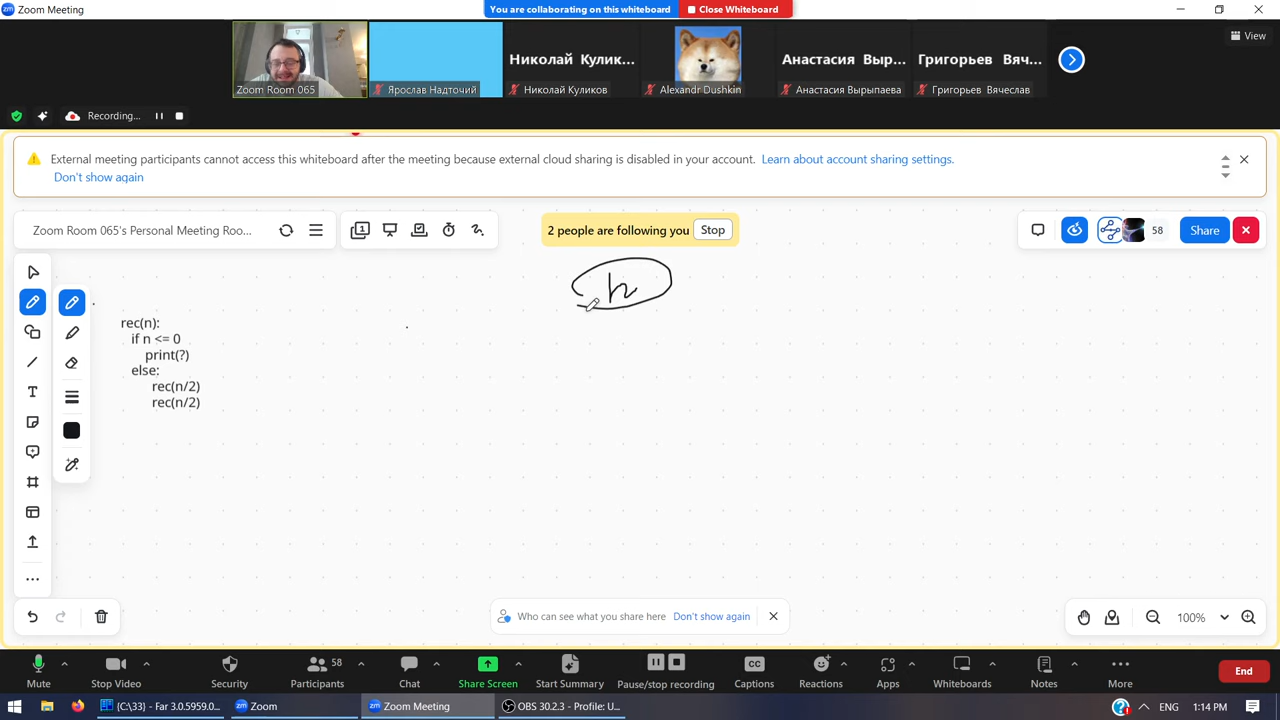 Zoom Meeting
You are collaborating on this whiteboard
Close Whiteboard
Zoom Room 065
Ярослав Надточий
Николай Кулик...
Николай Куликов
Alexandr Dushkin
Анастасия Выр...
Анастасия Вырыпаева
Григорьев Вяч...
Григорьев Вячеслав
View
Recording...
External meeting participants cannot access this whiteboard after the meeting because external cloud sharing is disabled in your account. Learn about account sharing settings.
Don't show again
Zoom Room 065's Personal Meeting Roo...
2 people are following you Stop
58
Share
n
rec(n):
if n <= 0
print(?)
else:
rec(n/2)
rec(n/2)
Who can see what you share here Don't show again
100%
Mute
Stop Video
Security
Participants 58
Chat
Share Screen
Start Summary
Pause/stop recording
CC
Captions
Reactions
Apps
Whiteboards
Notes
More
End
(C:\33) - Far 3.0.5959.0...
Zoom
Zoom Meeting
OBS 30.2.3 - Profile: U...
ENG
1:14 PM